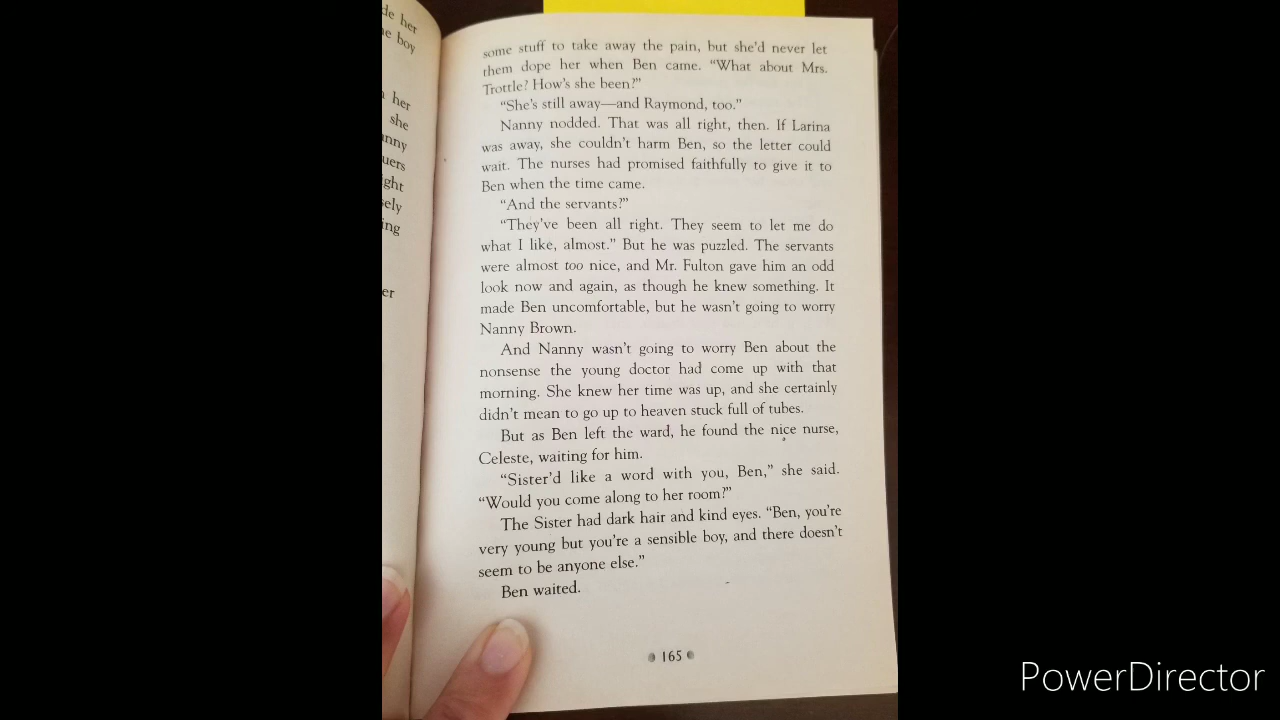 de her
e boy
her
she
anny
uers
ght
ely
ing
er
some stuff to take away the pain, but she'd never let
them dope her when Ben came. “What about Mrs.
Trottle? How's she been?”
“She's still away—and Raymond, too.”
Nanny nodded. That was all right, then. If Larina
was away, she couldn't harm Ben, so the letter could
wait. The nurses had promised faithfully to give it to
Ben when the time came.
“And the servants?”
“They've been all right. They seem to let me do
what I like, almost.” But he was puzzled. The servants
were almost too nice, and Mr. Fulton gave him an odd
look now and again, as though he knew something. It
made Ben uncomfortable, but he wasn't going to worry
Nanny Brown.
And Nanny wasn't going to worry Ben about the
nonsense the young doctor had come up with that
morning. She knew her time was up, and she certainly
didn't mean to go up to heaven stuck full of tubes.
But as Ben left the ward, he found the nice nurse,
Celeste, waiting for him.
“Sister'd like a word with you, Ben,” she said.
“Would you come along to her room?”
The Sister had dark hair and kind eyes. “Ben, you're
very young but you're a sensible boy, and there doesn't
seem to be anyone else.”
Ben waited.
165
PowerDirector